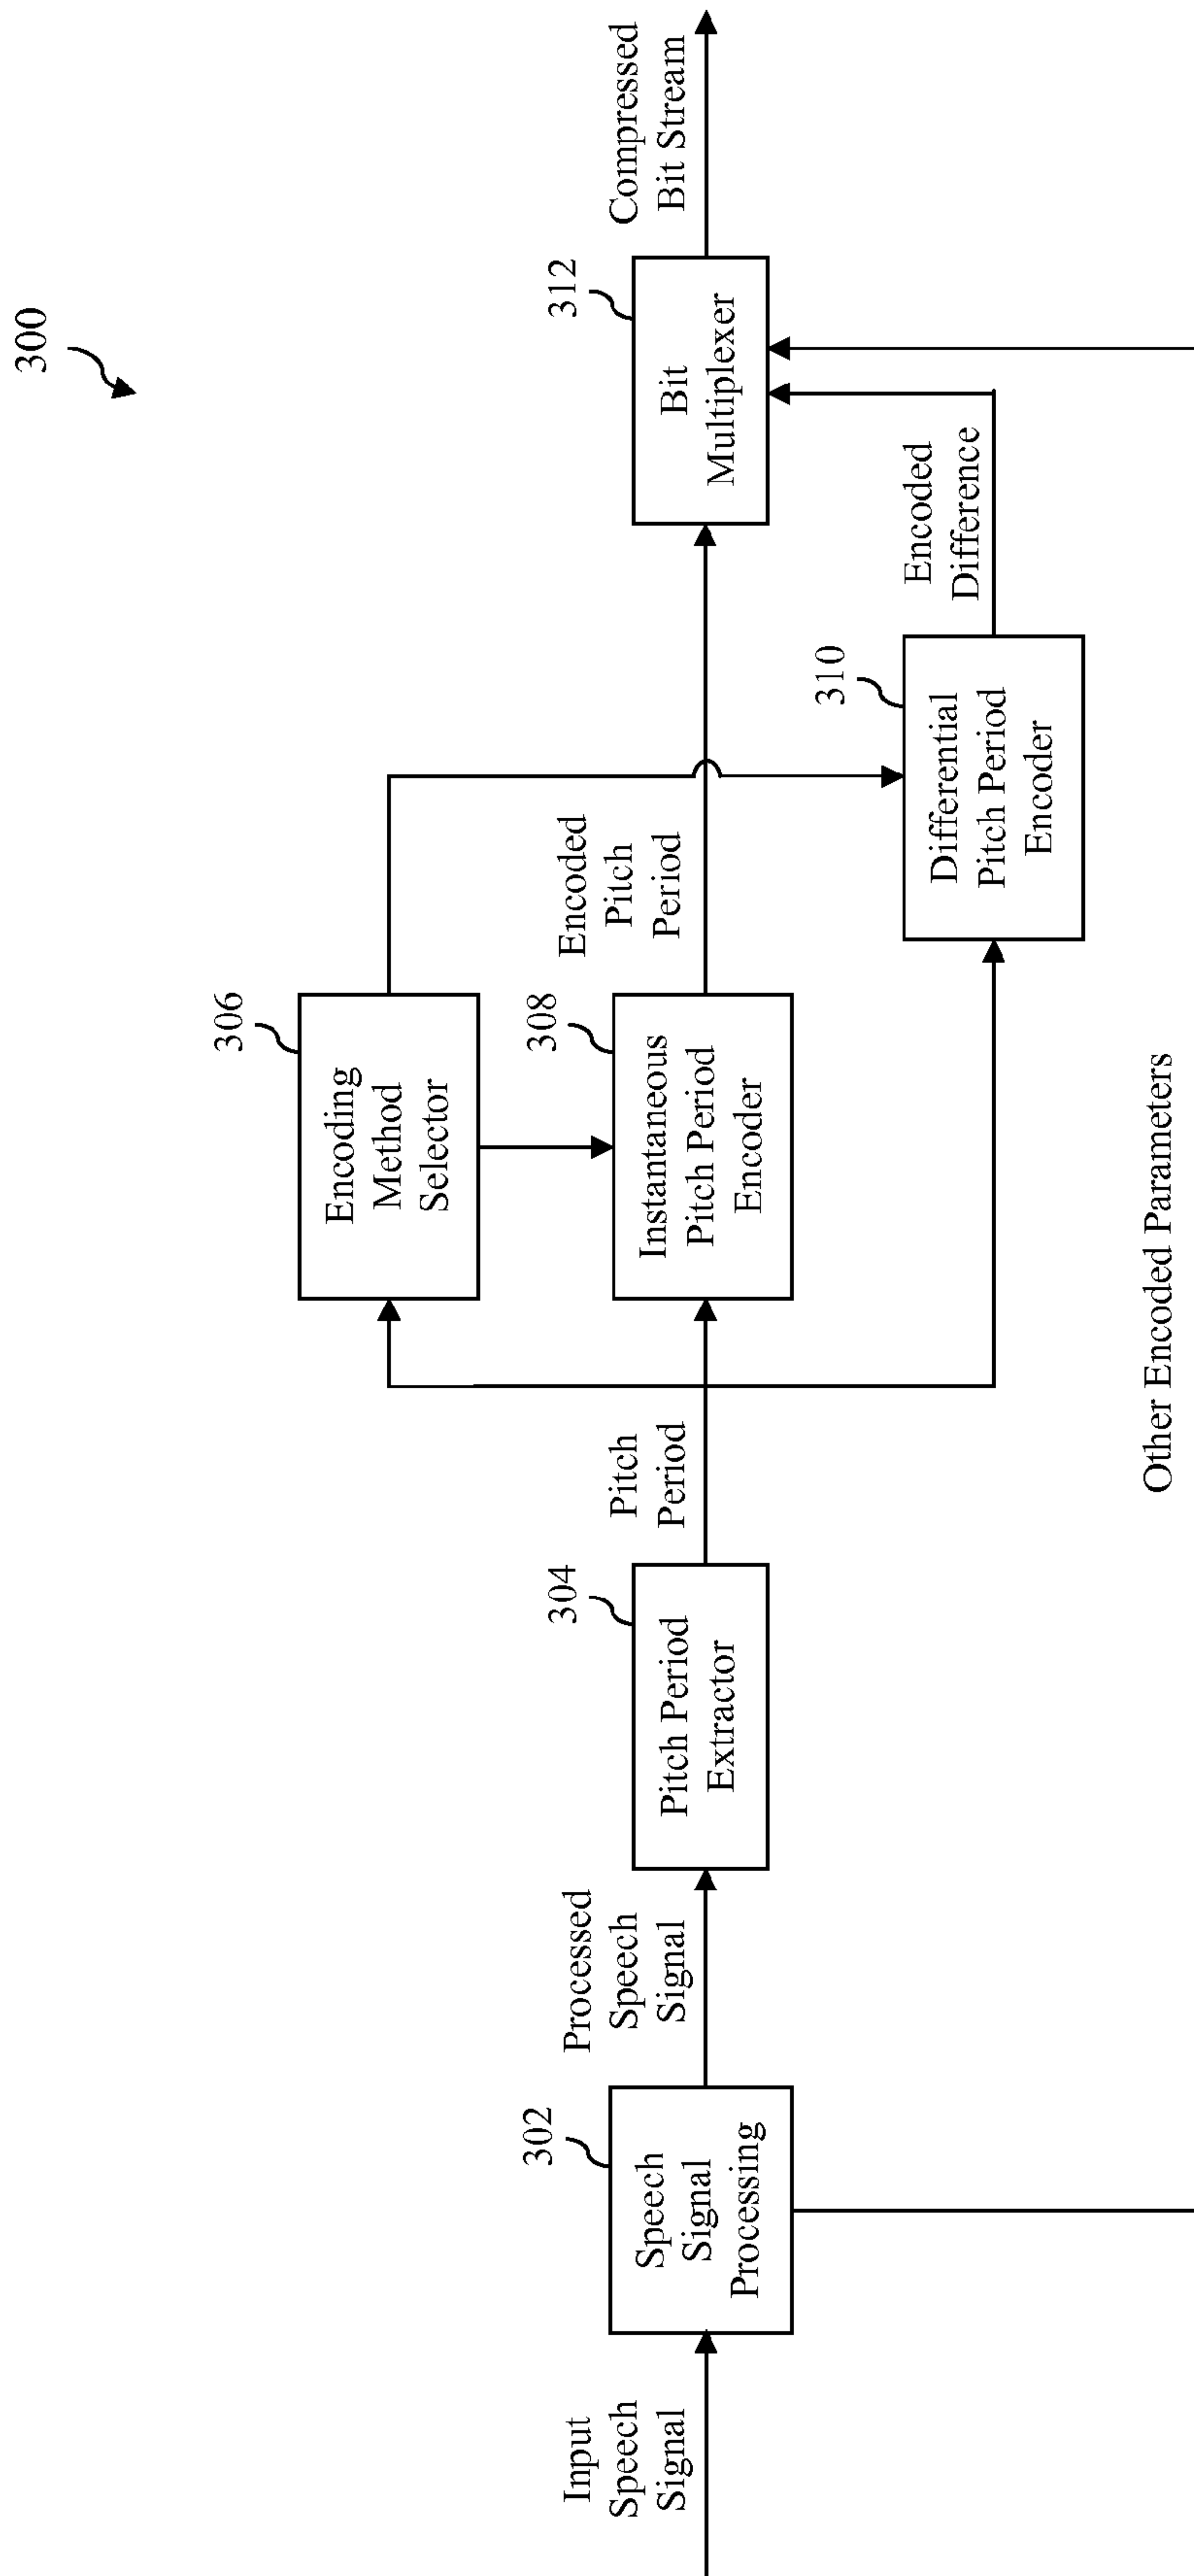 300
Input
Speech
Signal
302
Speech
Signal
Processing
Processed
Speech
Signal
304
Pitch Period
Extractor
Pitch
Period
306
Encoding
Method
Selector
308
Instantaneous
Pitch Period
Encoder
Encoded
Pitch
Period
310
Differential
Pitch Period
Encoder
Encoded
Difference
312
Bit
Multiplexer
Compressed
Bit Stream
Other Encoded Parameters